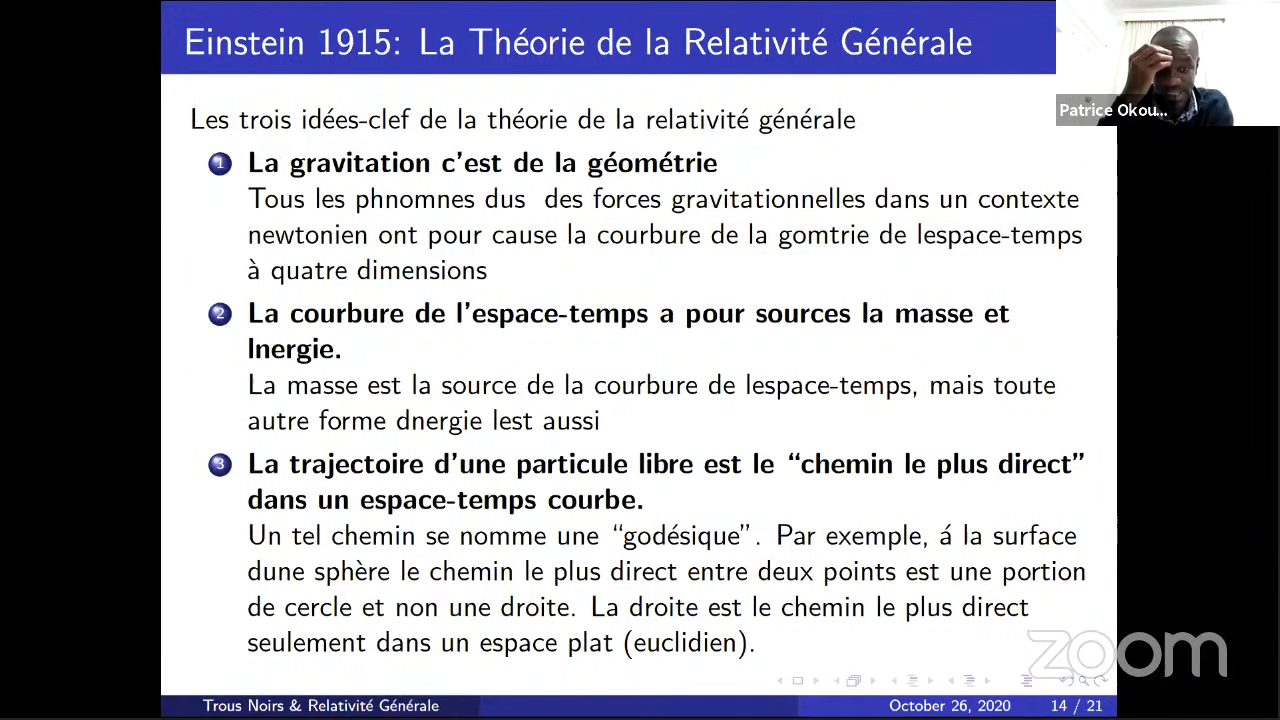 Einstein 1915: La Théorie de la Relativité Générale
Patrice Okou...
Les trois idées-clef de la théorie de la relativité générale
1 La gravitation c'est de la géométrie
Tous les phnomnes dus des forces gravitationnelles dans un contexte
newtonien ont pour cause la courbure de la gomtrie de lespace-temps
à quatre dimensions
2 La courbure de l'espace-temps a pour sources la masse et
lnergie.
La masse est la source de la courbure de lespace-temps, mais toute
autre forme dnergie lest aussi
3 La trajectoire d'une particule libre est le “chemin le plus direct”
dans un espace-temps courbe.
Un tel chemin se nomme une “godésique”. Par exemple, á la surface
dune sphère le chemin le plus direct entre deux points est une portion
de cercle et non une droite. La droite est le chemin le plus direct
seulement dans un espace plat (euclidien).
zoom
Trous Noirs & Relativité Générale
October 26, 2020
14 / 21